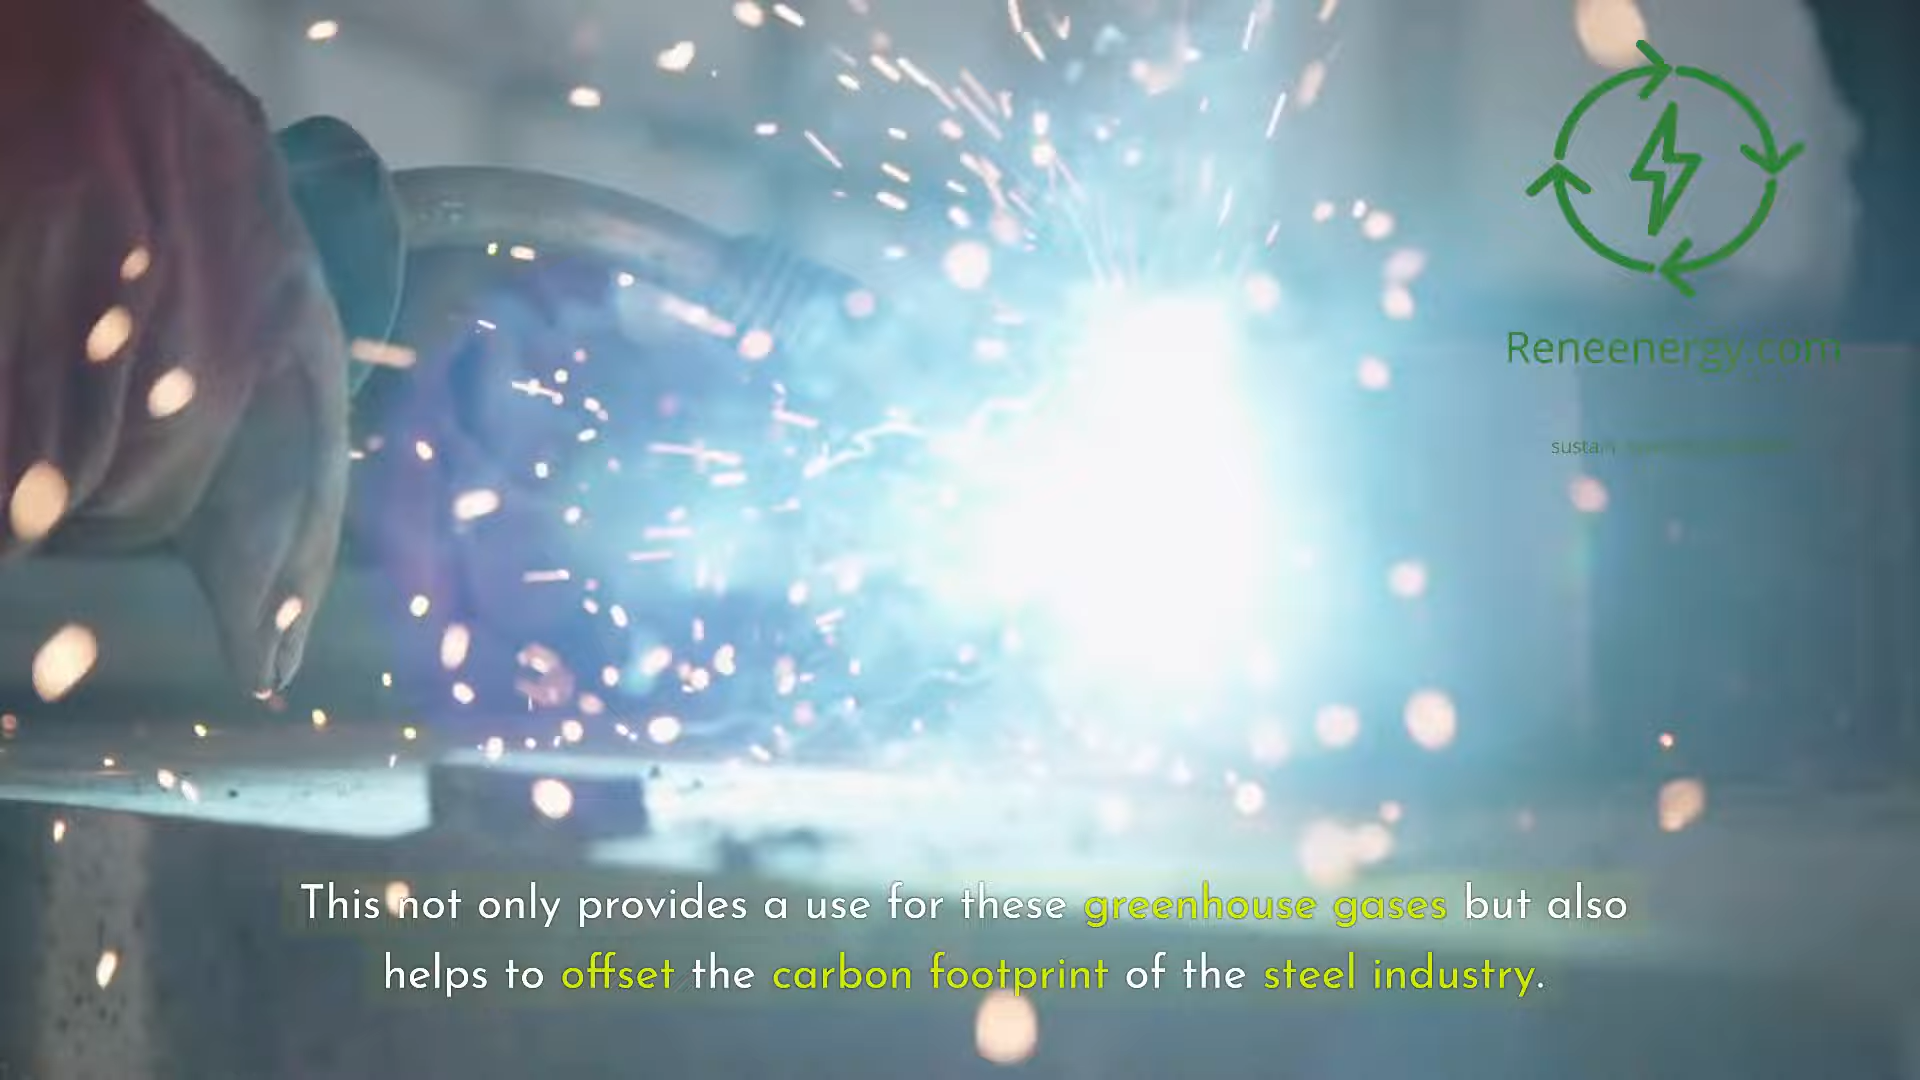 Reneenergy.com
This not only provides a use for these greenhouse gases but also
helps to offset the carbon footprint of the steel industry.